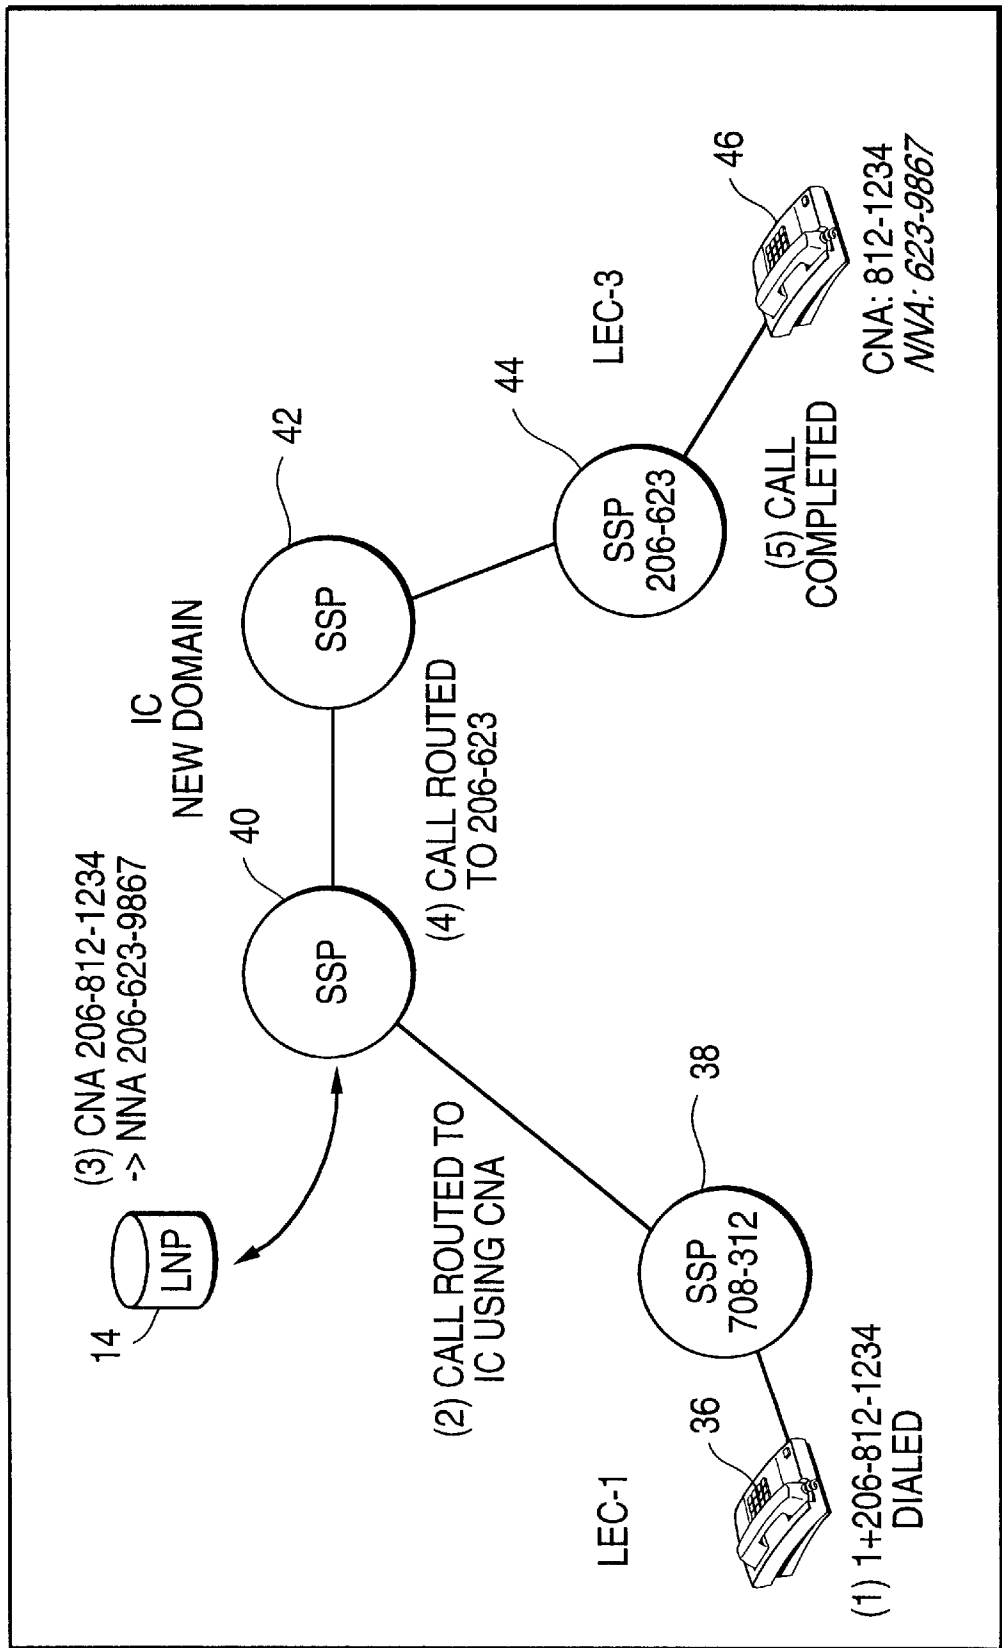 (3) CNA 206-812-1234
-> NNA 206-623-9867
14
LNP
40
IC
NEW DOMAIN
42
SSP
SSP
(2) CALL ROUTED TO
IC USING CNA
(4) CALL ROUTED
TO 206-623
44
LEC-3
46
SSP
206-623
LEC-1
36
38
SSP
708-312
(5) CALL
COMPLETED
CNA: 812-1234
NNA: 623-9867
(1) 1+206-812-1234
DIALED